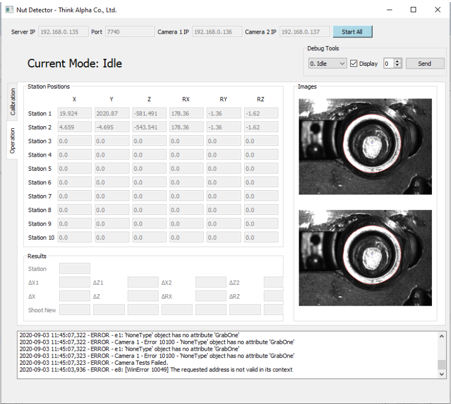 Nut Detector - Think Alpha Co., Ltd.
Server IP 192.168.0.135 Port 7740 Camera 1 IP 192.168.0.136 Camera 2 IP 192.168.0.137 Start All
Debug Tools
Current Mode: Idle
0. Idle Display 0 Send
Calibration
Operation
Station Positions
X Y Z RX RY RZ
Station 1 19.924 2020.87 -581.491 178.36 -1.36 -1.62
Station 2 4.659 -4.695 -543.541 178.36 -1.36 -1.62
Station 3 0.0 0.0 0.0 0.0 0.0 0.0
Station 4 0.0 0.0 0.0 0.0 0.0 0.0
Station 5 0.0 0.0 0.0 0.0 0.0 0.0
Station 6 0.0 0.0 0.0 0.0 0.0 0.0
Station 7 0.0 0.0 0.0 0.0 0.0 0.0
Station 8 0.0 0.0 0.0 0.0 0.0 0.0
Station 9 0.0 0.0 0.0 0.0 0.0 0.0
Station 10 0.0 0.0 0.0 0.0 0.0 0.0
Images
Results
Station
ΔX1 ΔZ1 ΔX2 ΔZ2
ΔX ΔZ ΔRX ΔRZ
Shoot New
2020-09-03 11:45:07,322 - ERROR - e1: 'NoneType' object has no attribute 'GrabOne'
2020-09-03 11:45:07,322 - ERROR - Camera 1 - Error 10100 - 'NoneType' object has no attribute 'GrabOne'
2020-09-03 11:45:07,322 - ERROR - e1: 'NoneType' object has no attribute 'GrabOne'
2020-09-03 11:45:07,323 - ERROR - Camera 1 - Error 10100 - 'NoneType' object has no attribute 'GrabOne'
2020-09-03 11:45:07,323 - ERROR - Camera Tests Failed.
2020-09-03 11:45:03,936 - ERROR - e8: [WinError 10049] The requested address is not valid in its context